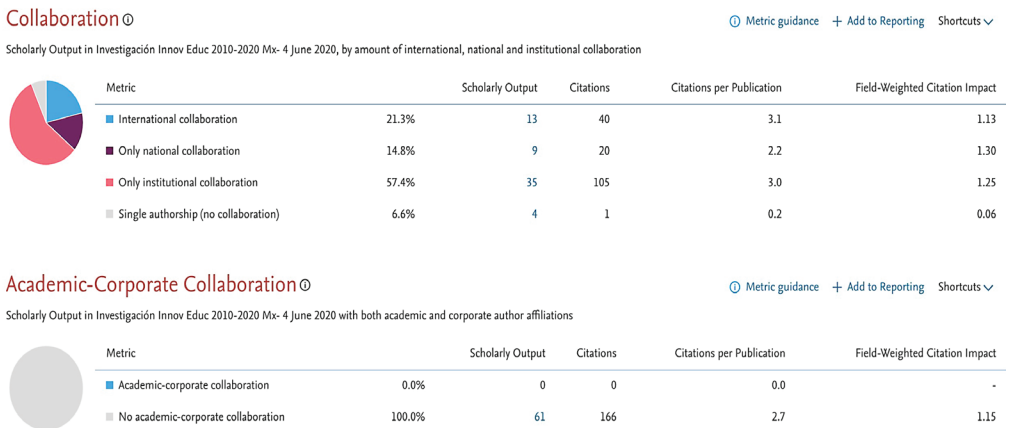 Collaboration
Metric guidance + Add to Reporting Shortcuts
Scholarly Output in Investigación Innov Educ 2010-2020 Mx- 4 June 2020, by amount of international, national and institutional collaboration
Metric Scholarly Output Citations Citations per Publication Field-Weighted Citation Impact
International collaboration 21.3% 13 40 3.1 1.13
Only national collaboration 14.8% 9 20 2.2 1.30
Only institutional collaboration 57.4% 35 105 3.0 1.25
Single authorship (no collaboration) 6.6% 4 1 0.2 0.06
Academic-Corporate Collaboration
Metric guidance + Add to Reporting Shortcuts
Scholarly Output in Investigación Innov Educ 2010-2020 Mx- 4 June 2020 with both academic and corporate author affiliations
Metric Scholarly Output Citations Citations per Publication Field-Weighted Citation Impact
Academic-corporate collaboration 0.0% 0 0 0.0 -
No academic-corporate collaboration 100.0% 61 166 2.7 1.15